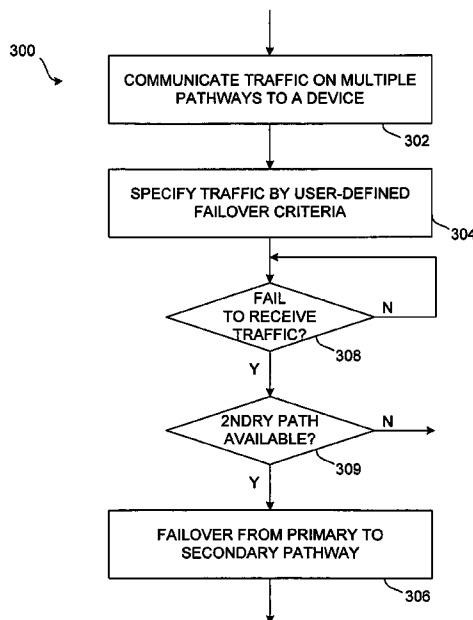 300
COMMUNICATE TRAFFIC ON MULTIPLE
PATHWAYS TO A DEVICE
302
SPECIFY TRAFFIC BY USER-DEFINED
FAILOVER CRITERIA
304
FAIL
TO RECEIVE
TRAFFIC?
N
308
Y
2NDRY PATH
AVAILABLE?
N
309
Y
FAILOVER FROM PRIMARY TO
SECONDARY PATHWAY
306